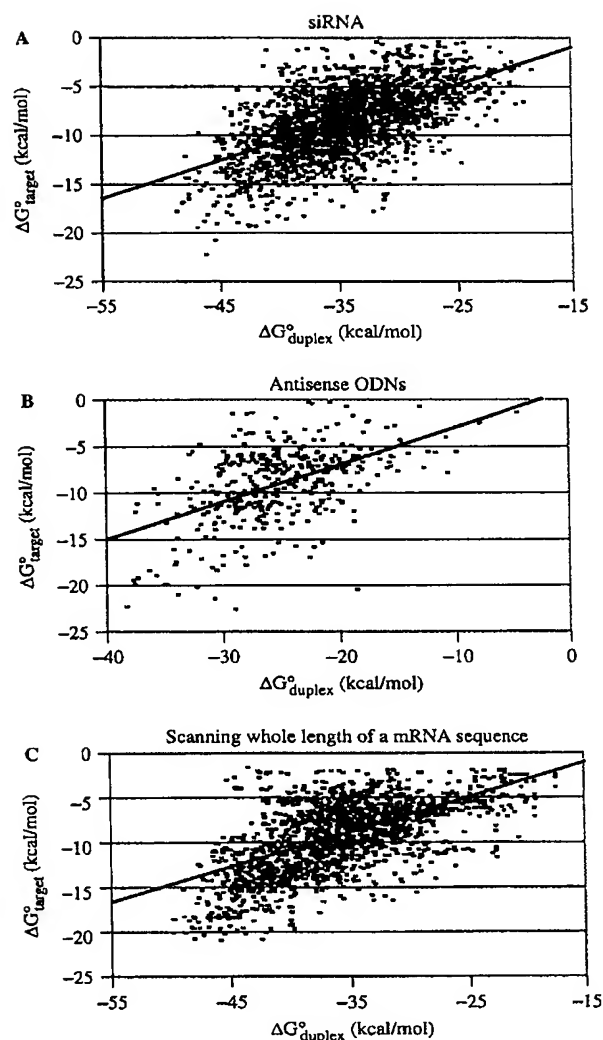 A
siRNA
0
−5
−10
−15
−20
−25
ΔG°target (kcal/mol)
−55
−45
−35
−25
−15
ΔG°duplex (kcal/mol)
B
Antisense ODNs
0
−5
−10
−15
−20
−25
ΔG°target (kcal/mol)
−40
−30
−20
−10
0
ΔG°duplex (kcal/mol)
C
Scanning whole length of a mRNA sequence
0
−5
−10
−15
−20
−25
ΔG°target (kcal/mol)
−55
−45
−35
−25
−15
ΔG°duplex (kcal/mol)